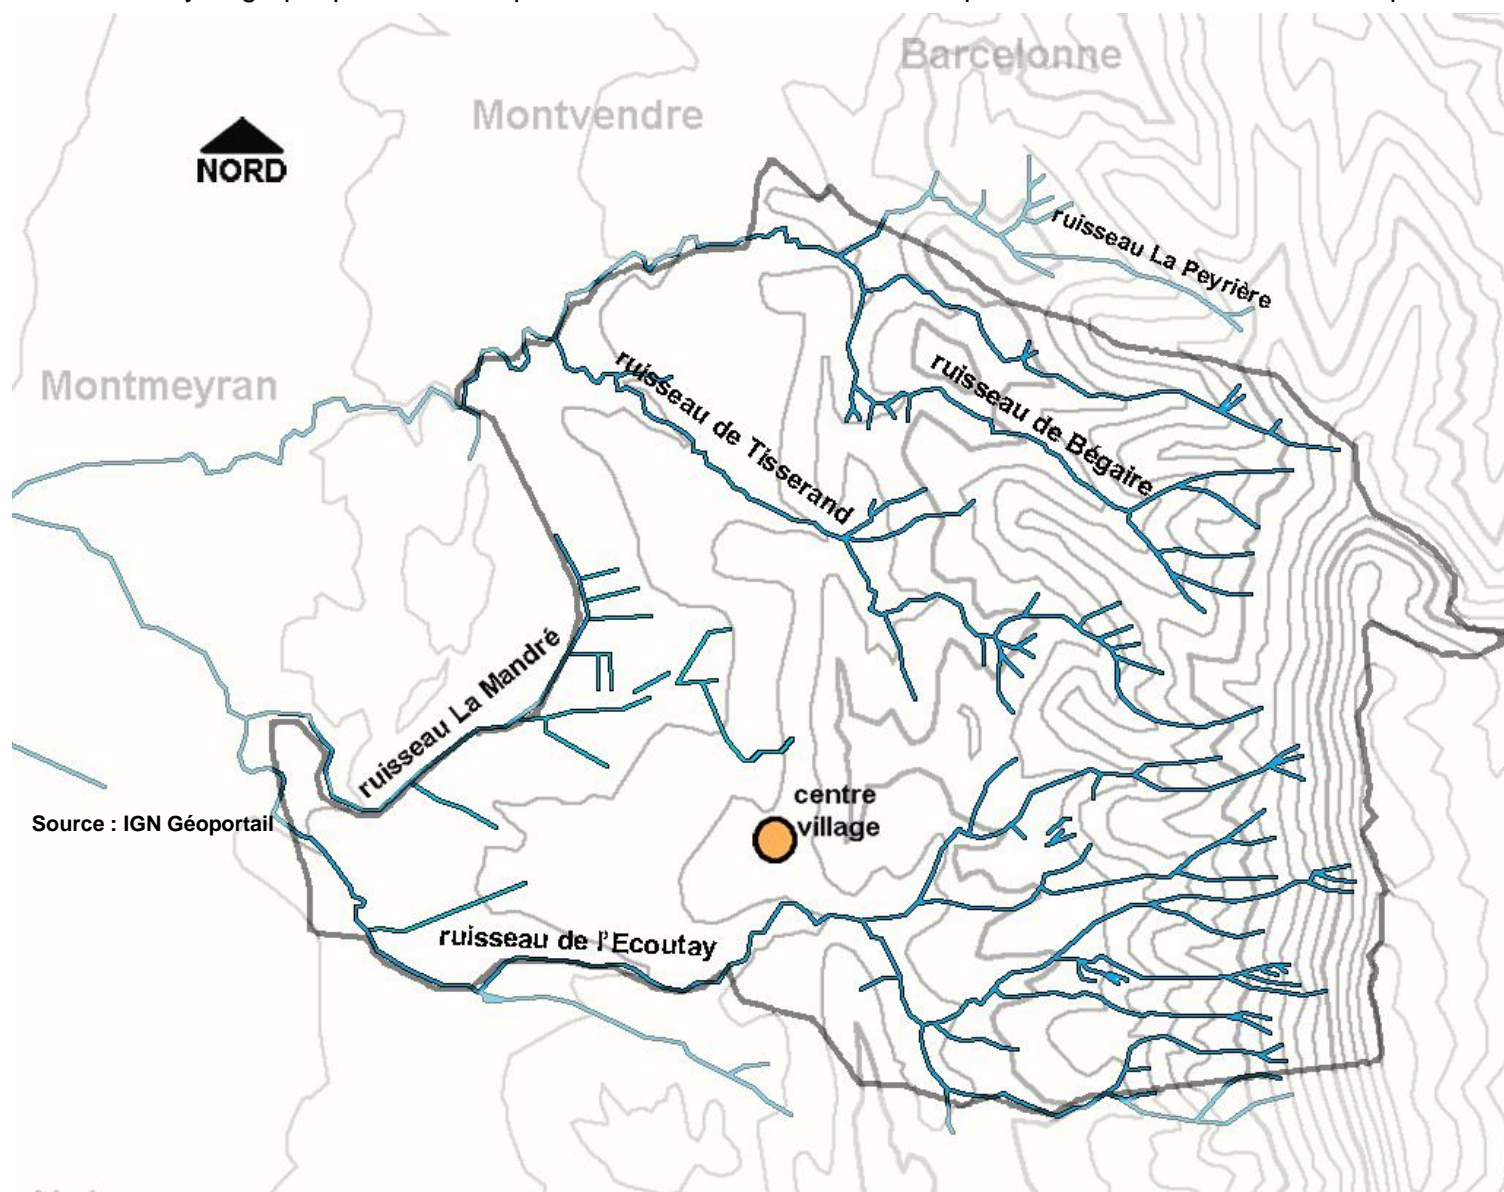 Barcelonne
Montvendre
NORD
ruisseau La Peyrière
Montmeyran
ruisseau de Tisserand
ruisseau de Bégaire
ruisseau La Mandré
centre
village
Source : IGN Géoportail
ruisseau de l'Ecoutay